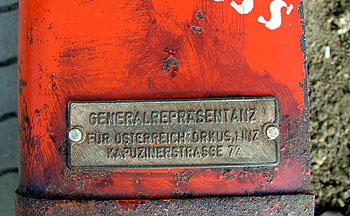 GENERALREPRÄSENTANZ
FÜR ÖSTERREICH: ORKUS, LINZ
KAPUZINERSTRASSE 72